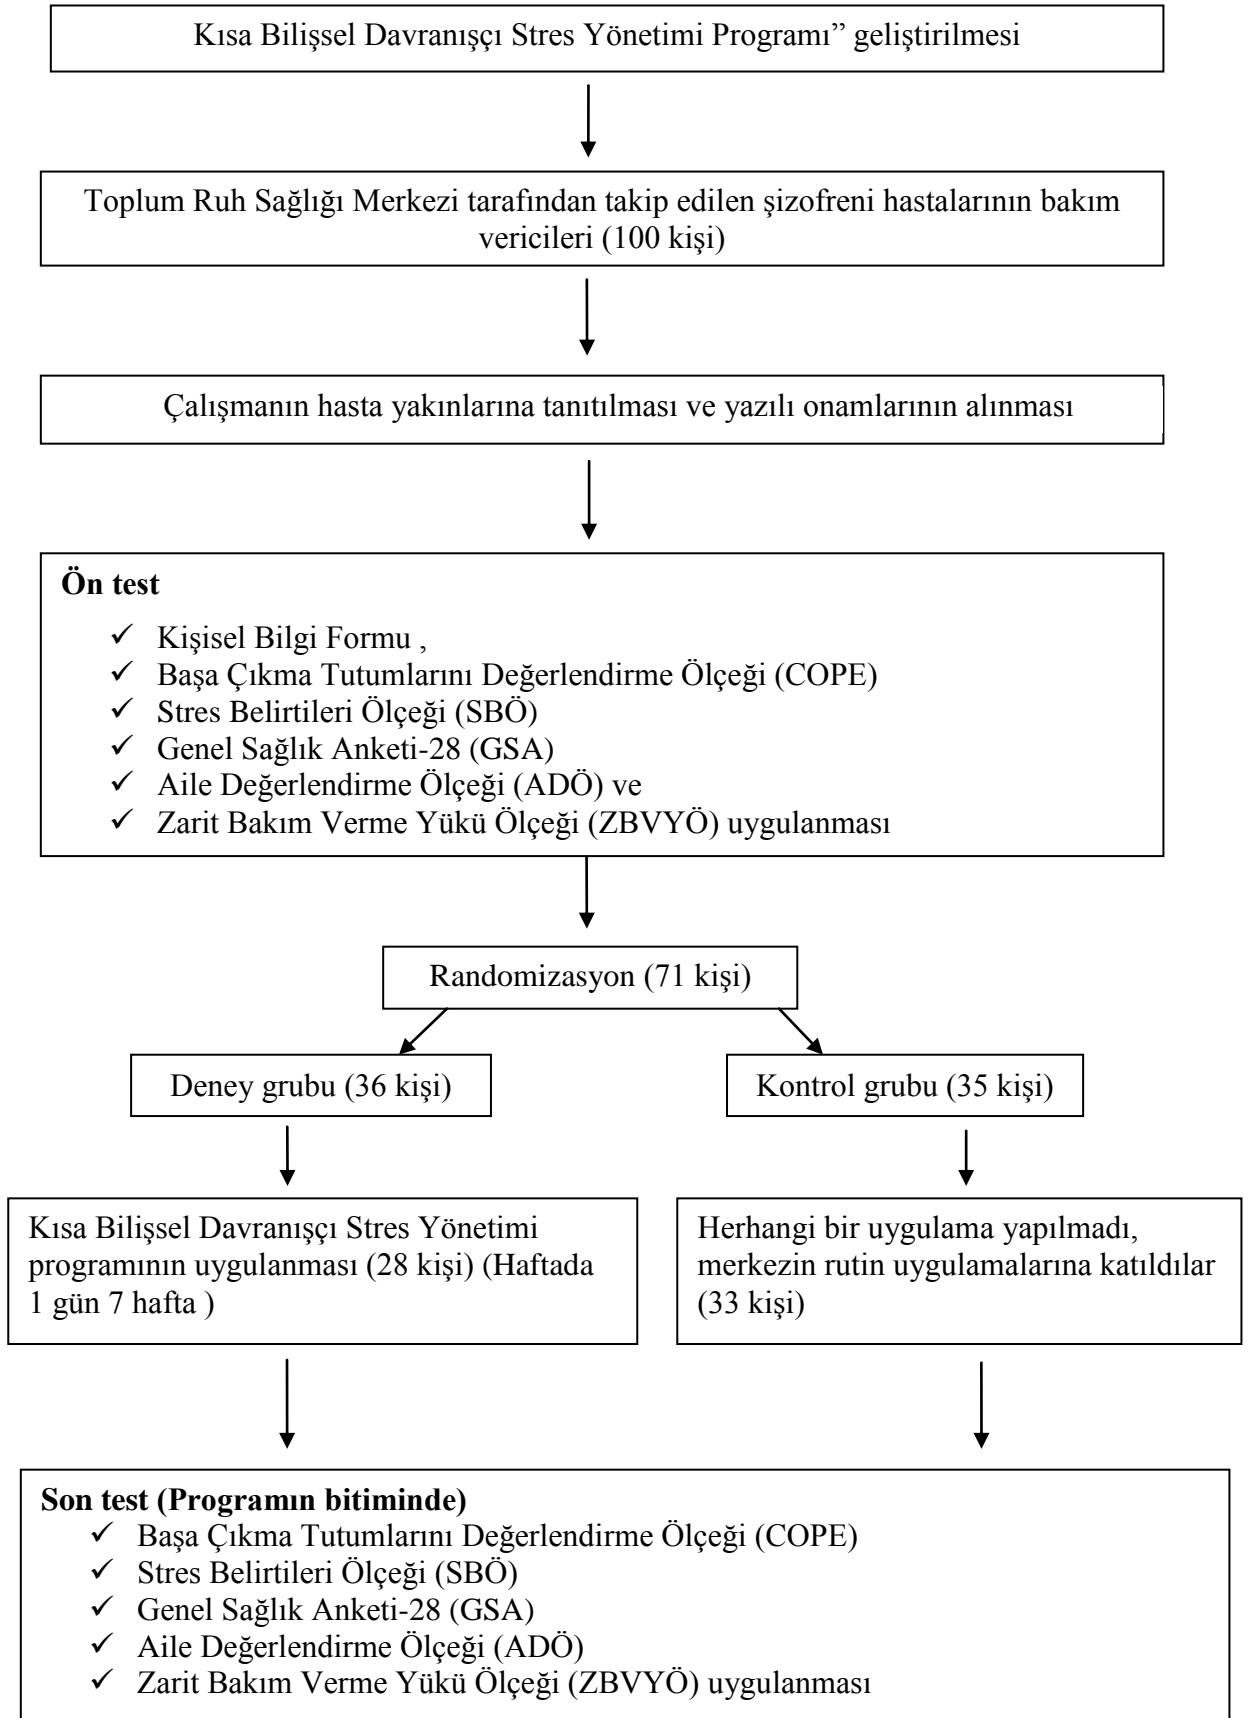 Kısa Bilişsel Davranışçı Stres Yönetimi Programı” geliştirilmesi
Toplum Ruh Sağlığı Merkezi tarafından takip edilen şizofreni hastalarının bakım
vericileri (100 kişi)
Çalışmanın hasta yakınlarına tanıtılması ve yazılı onamlarının alınması
Ön test
✓ Kişisel Bilgi Formu ,
✓ Başa Çıkma Tutumlarını Değerlendirme Ölçeği (COPE)
✓ Stres Belirtileri Ölçeği (SBÖ)
✓ Genel Sağlık Anketi-28 (GSA)
✓ Aile Değerlendirme Ölçeği (ADÖ) ve
✓ Zarit Bakım Verme Yükü Ölçeği (ZBVYÖ) uygulanması
Randomizasyon (71 kişi)
Deney grubu (36 kişi)
Kontrol grubu (35 kişi)
Kısa Bilişsel Davranışçı Stres Yönetimi
programının uygulanması (28 kişi) (Haftada
1 gün 7 hafta )
Herhangi bir uygulama yapılmadı,
merkezin rutin uygulamalarına katıldılar
(33 kişi)
Son test (Programın bitiminde)
✓ Başa Çıkma Tutumlarını Değerlendirme Ölçeği (COPE)
✓ Stres Belirtileri Ölçeği (SBÖ)
✓ Genel Sağlık Anketi-28 (GSA)
✓ Aile Değerlendirme Ölçeği (ADÖ)
✓ Zarit Bakım Verme Yükü Ölçeği (ZBVYÖ) uygulanması